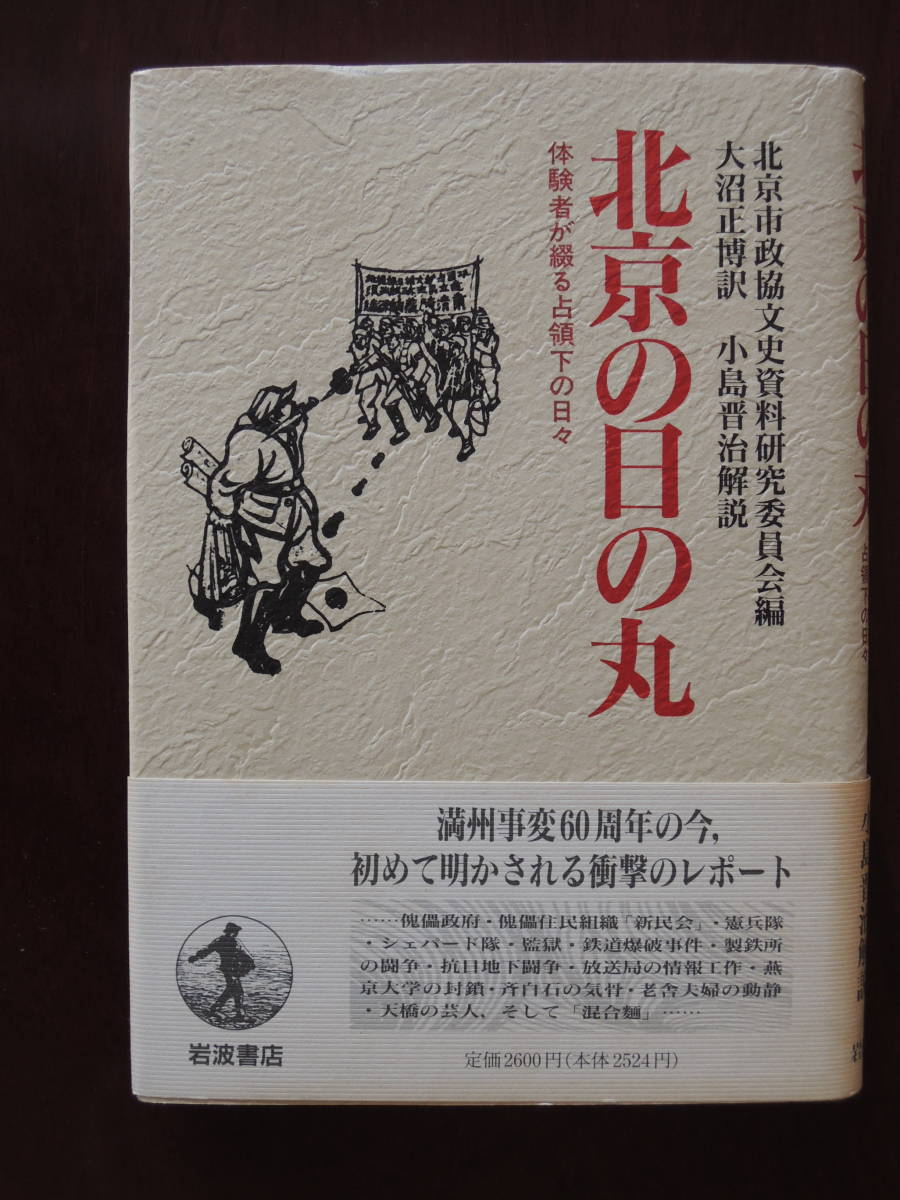 北京市政協文史資料研究委員会編
大沼正博訳 小島晋治解説
北京の日の丸
体験者が綴る占領下の日々
満州事変60周年の今,
初めて明かされる衝撃のレポート
……傀儡政府・傀儡住民組織「新民会」・憲兵隊
・シェパード隊・監獄・鉄道爆破事件・製鉄所
の闘争・抗日地下闘争・放送局の情報工作・燕
京大学の封鎖・斉白石の気骨・老舎夫婦の動静
・天橋の芸人、そして「混合麵」……
岩波書店
定価2600円(本体2524円)
占領下の日々